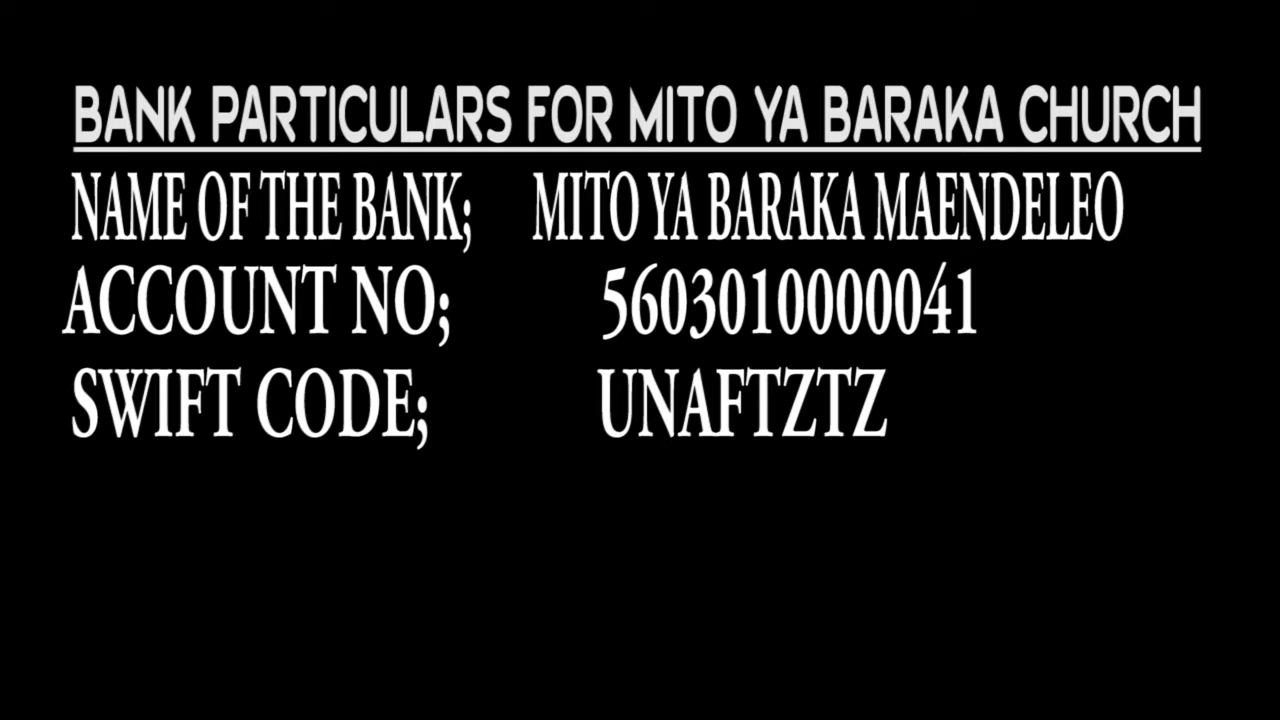 BANK PARTICULARS FOR MITO YA BARAKA CHURCH
NAME OF THE BANK; MITO YA BARAKA MAENDELEO
ACCOUNT NO; 5603010000041
SWIFT CODE; UNAFTZTZ